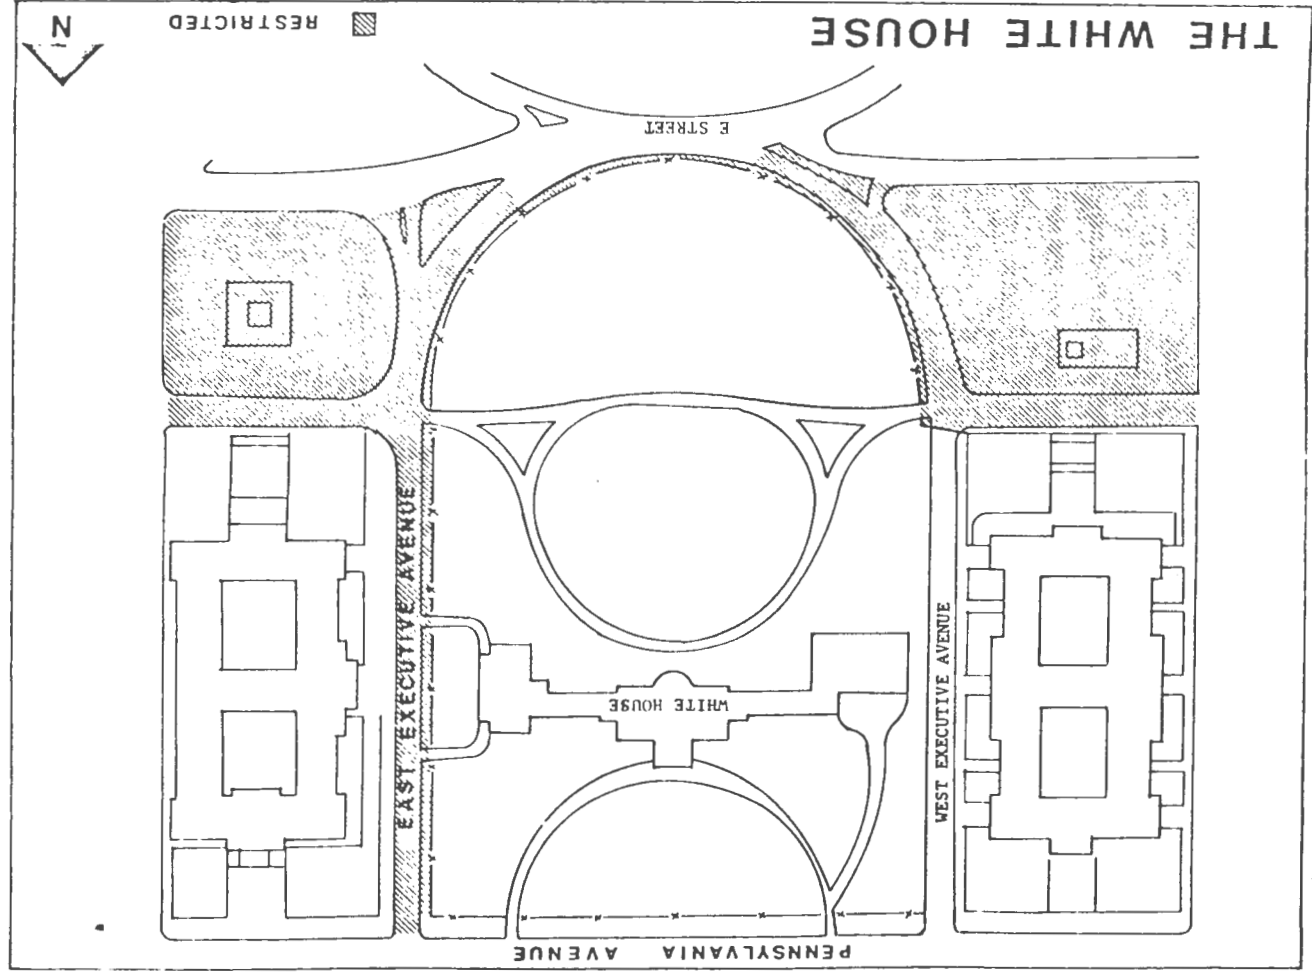 PENNSYLVANIA AVENUE
WEST EXECUTIVE AVENUE
WHITE HOUSE
EAST EXECUTIVE AVENUE
E STREET
THE WHITE HOUSE
RESTRICTED
N